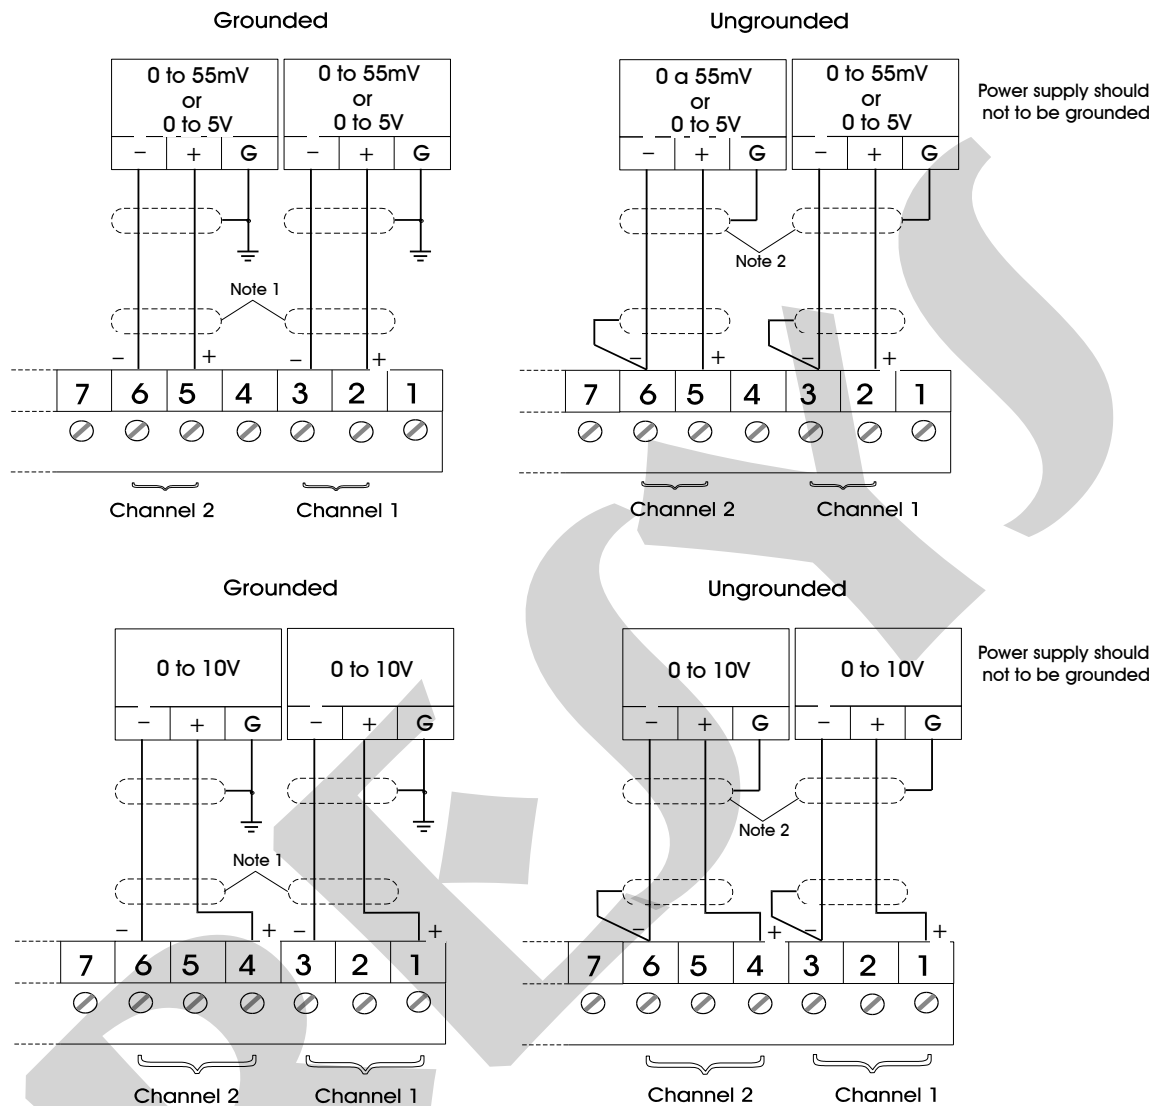 Grounded
Ungrounded
0 to 55mV
or
0 to 5V
0 to 55mV
or
0 to 5V
0 a 55mV
or
0 to 5V
0 to 55mV
or
0 to 5V
Power supply should
not to be grounded
− + G − + G
− + G − + G
Note 2
Note 1
− + − +
− + − +
7 6 5 4 3 2 1
7 6 5 4 3 2 1
Channel 2 Channel 1
Channel 2 Channel 1
Grounded
Ungrounded
0 to 10V
0 to 10V
0 to 10V
0 to 10V
Power supply should
not to be grounded
− + G − + G
− + G − + G
Note 2
Note 1
− + − +
− + − +
7 6 5 4 3 2 1
7 6 5 4 3 2 1
Channel 2 Channel 1
Channel 2 Channel 1
PRESYS